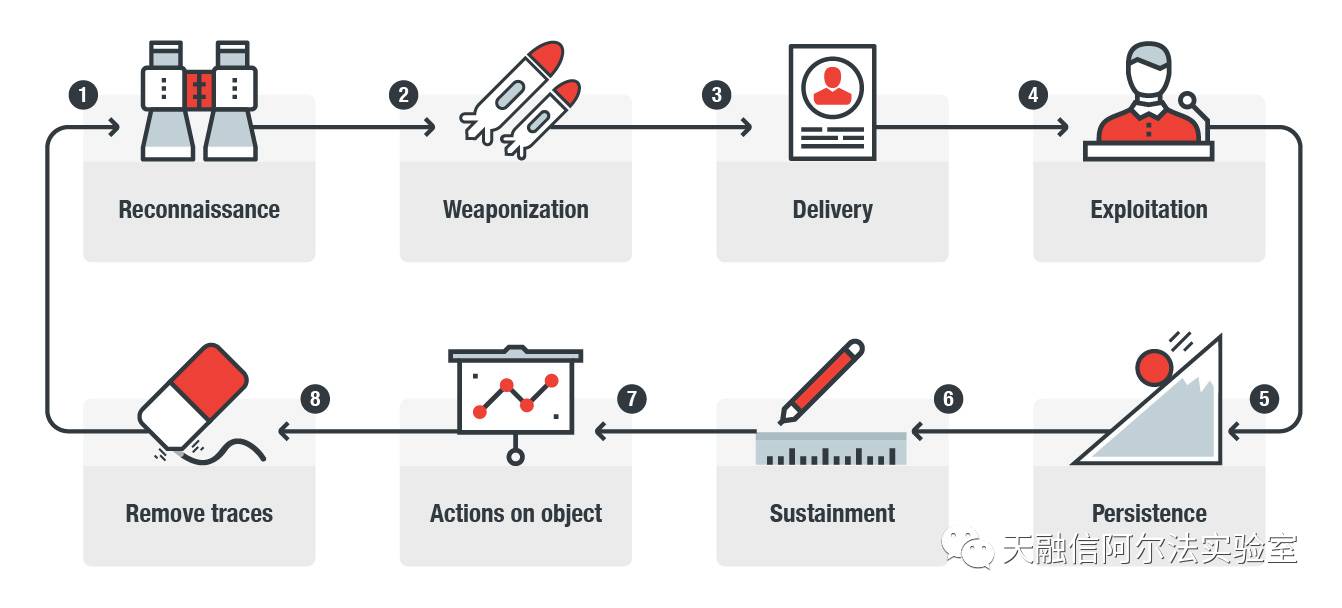 1
Reconnaissance
2
Weaponization
3
Delivery
4
Exploitation
8
Remove traces
7
Actions on object
6
Sustainment
5
Persistence
天融信阿尔法实验室